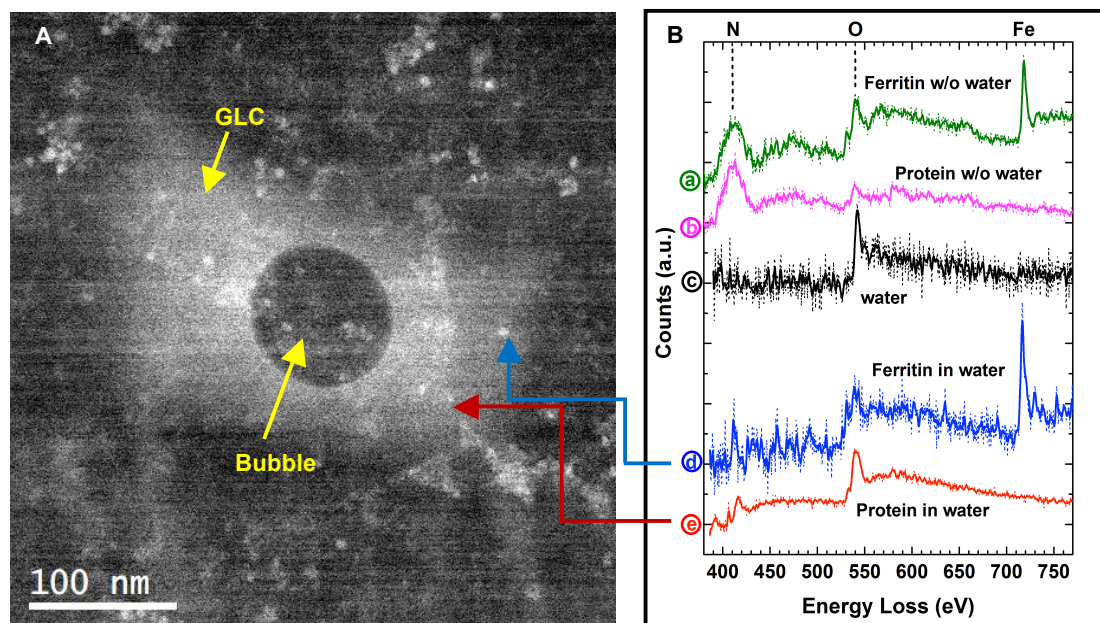 A
GLC
Bubble
100 nm
B
N O Fe
Ferritin w/o water
a
Protein w/o water
b
c
water
Ferritin in water
d
e
Protein in water
Counts (a.u.)
400 450 500 550 600 650 700 750
Energy Loss (eV)